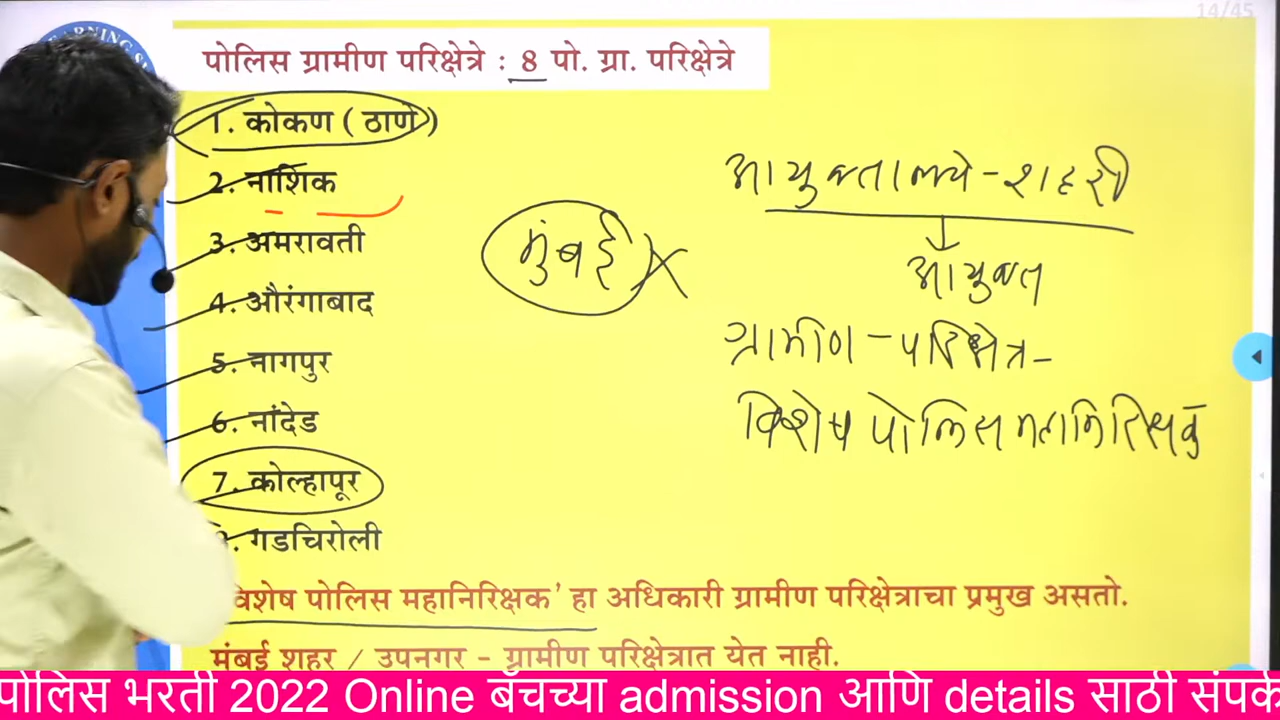 14/45
EARNING
पोलिस ग्रामीण परिक्षेत्रे : 8 पो. ग्रा. परिक्षेत्रे
1. कोकण ( ठाणे )
2. नाशिक
3. अमरावती
4. औरंगाबाद
5. नागपुर
6. नांदेड
7. कोल्हापूर
. गडचिरोली
आयुक्तालये - शहरी
मुंबई
आयुक्त
ग्रामीण - परिक्षेत्र -
विशेष पोलिस महानिरिक्षक
विशेष पोलिस महानिरिक्षक' हा अधिकारी ग्रामीण परिक्षेत्राचा प्रमुख असतो.
मुंबई शहर / उपनगर - ग्रामीण परिक्षेत्रात येत नाही.
पोलिस भरती 2022 Online बॅचच्या admission आणि details साठी संपर्क